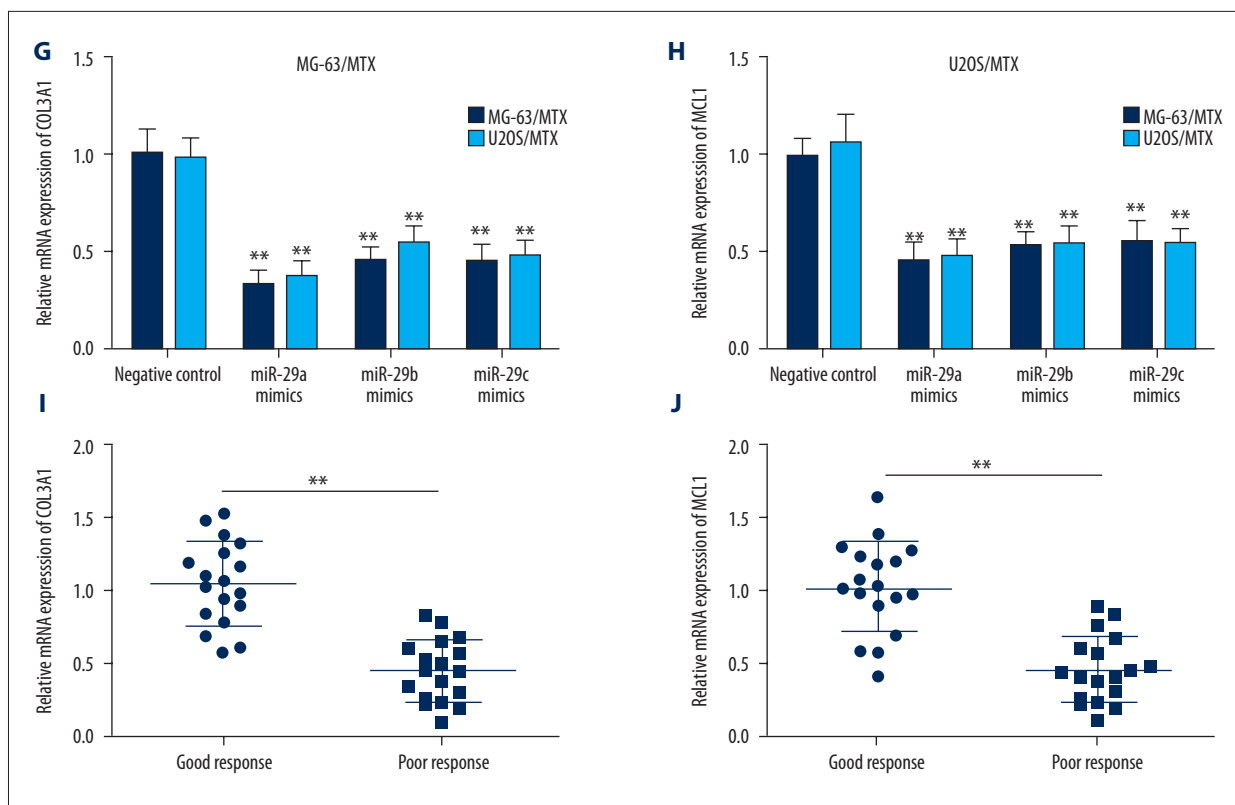 G
MG-63/MTX
Relative mRNA expresssion of COL3A1
1.5
1.0
0.5
0.0
MG-63/MTX
U2OS/MTX
**
**
**
**
**
**
Negative control
miR-29a
mimics
miR-29b
mimics
miR-29c
mimics
H
U2OS/MTX
Relative mRNA expresssion of MCL1
1.5
1.0
0.5
0.0
MG-63/MTX
U2OS/MTX
**
**
**
**
**
**
Negative control
miR-29a
mimics
miR-29b
mimics
miR-29c
mimics
I
Relative mRNA expresssion of COL3A1
2.0
1.5
1.0
0.5
0.0
**
Good response
Poor response
J
Relative mRNA expresssion of MCL1
2.0
1.5
1.0
0.5
0.0
**
Good response
Poor response